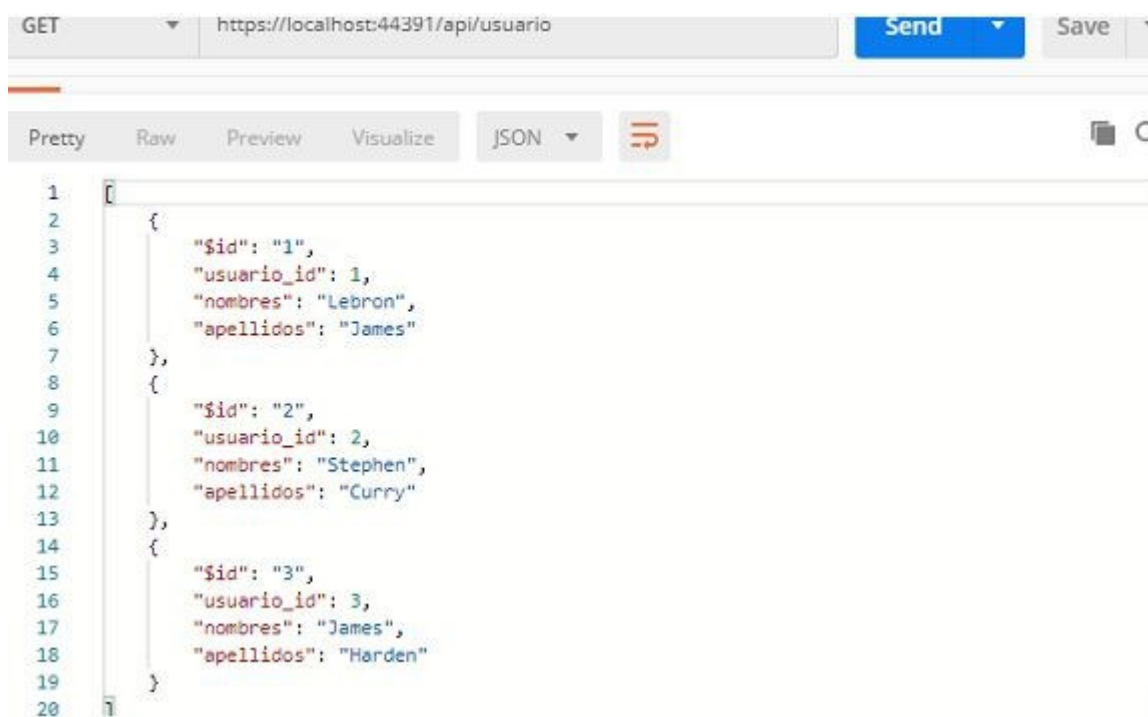 GET https://localhost:44391/api/usuario Send Save
Pretty Raw Preview Visualize JSON
1 [
2 {
3 "$id": "1",
4 "usuario_id": 1,
5 "nombres": "Lebron",
6 "apellidos": "James"
7 },
8 {
9 "$id": "2",
10 "usuario_id": 2,
11 "nombres": "Stephen",
12 "apellidos": "Curry"
13 },
14 {
15 "$id": "3",
16 "usuario_id": 3,
17 "nombres": "James",
18 "apellidos": "Harden"
19 }
20 ]